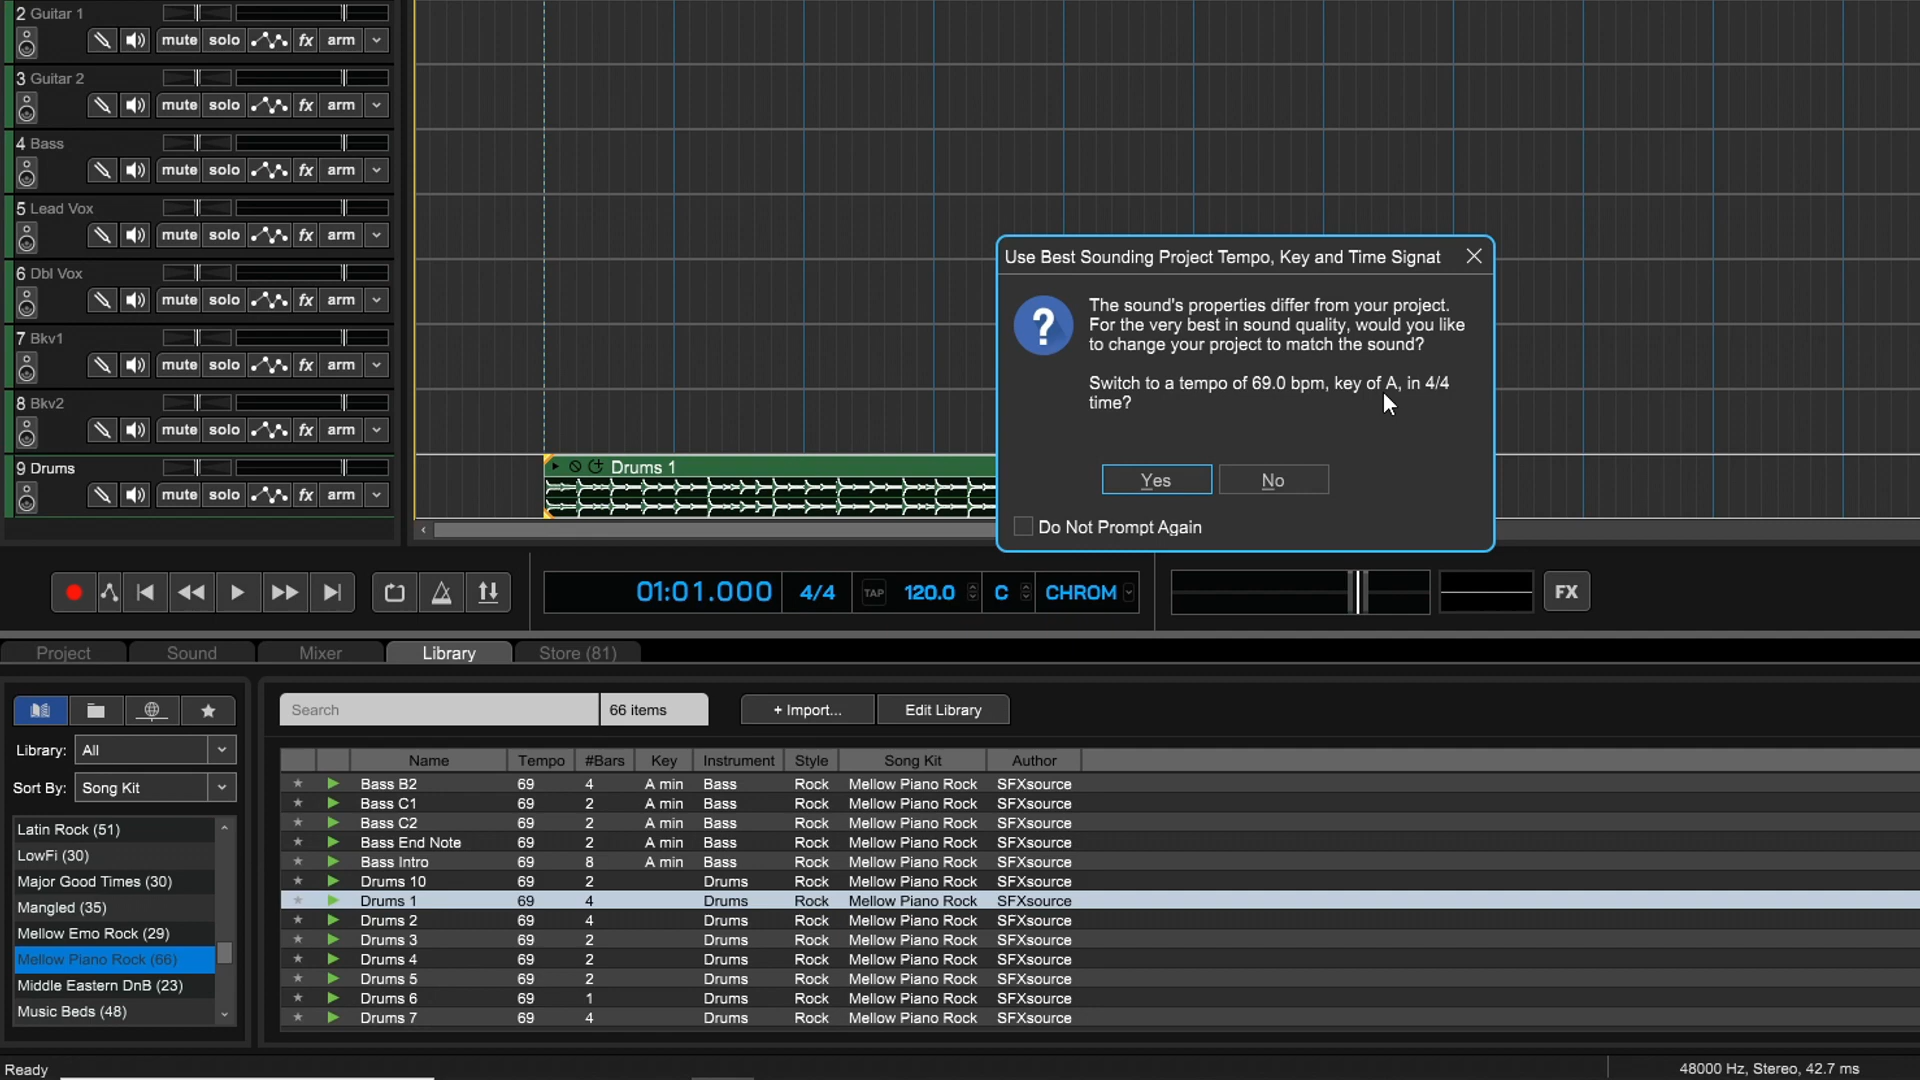 2 Guitar 1
mute solo fx arm
3 Guitar 2
mute solo fx arm
4 Bass
mute solo fx arm
5 Lead Vox
mute solo fx arm
6 Dbl Vox
mute solo fx arm
7 Bkv1
mute solo fx arm
8 Bkv2
mute solo fx arm
9 Drums
mute solo fx arm
Drums 1
Use Best Sounding Project Tempo, Key and Time Signat
The sound's properties differ from your project.
For the very best in sound quality, would you like
to change your project to match the sound?
Switch to a tempo of 69.0 bpm, key of A, in 4/4
time?
Yes No
Do Not Prompt Again
01:01.000 4/4 TAP 120.0 C CHROM FX
Project Sound Mixer Library Store (81)
Search 66 items + Import... Edit Library
Library: All
Sort By: Song Kit
Latin Rock (51)
LowFi (30)
Major Good Times (30)
Mangled (35)
Mellow Emo Rock (29)
Mellow Piano Rock (66)
Middle Eastern DnB (23)
Music Beds (48)
Name Tempo #Bars Key Instrument Style Song Kit Author
Bass B2 69 4 A min Bass Rock Mellow Piano Rock SFXsource
Bass C1 69 2 A min Bass Rock Mellow Piano Rock SFXsource
Bass C2 69 2 A min Bass Rock Mellow Piano Rock SFXsource
Bass End Note 69 2 A min Bass Rock Mellow Piano Rock SFXsource
Bass Intro 69 8 A min Bass Rock Mellow Piano Rock SFXsource
Drums 10 69 2 Drums Rock Mellow Piano Rock SFXsource
Drums 1 69 4 Drums Rock Mellow Piano Rock SFXsource
Drums 2 69 4 Drums Rock Mellow Piano Rock SFXsource
Drums 3 69 2 Drums Rock Mellow Piano Rock SFXsource
Drums 4 69 2 Drums Rock Mellow Piano Rock SFXsource
Drums 5 69 2 Drums Rock Mellow Piano Rock SFXsource
Drums 6 69 1 Drums Rock Mellow Piano Rock SFXsource
Drums 7 69 4 Drums Rock Mellow Piano Rock SFXsource
Ready
48000 Hz, Stereo, 42.7 ms